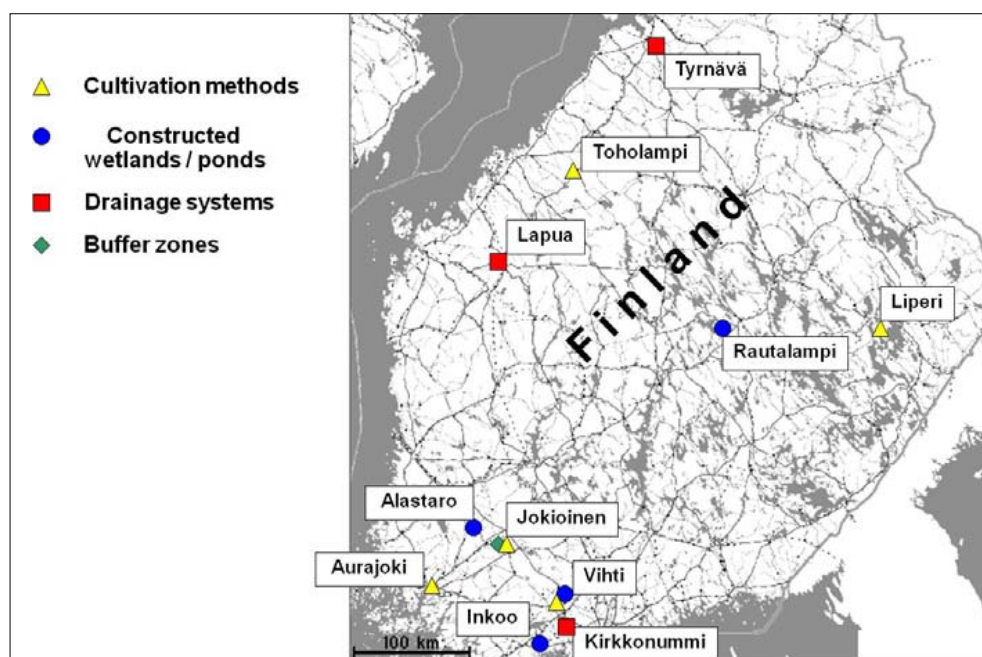 Cultivation methods
Constructed
wetlands / ponds
Drainage systems
Buffer zones
Tyrnävä
Toholampi
Lapua
Finland
Liperi
Rautalampi
Alastaro
Jokioinen
Aurajoki
Vihti
Inkoo
Kirkkonummi
100 km